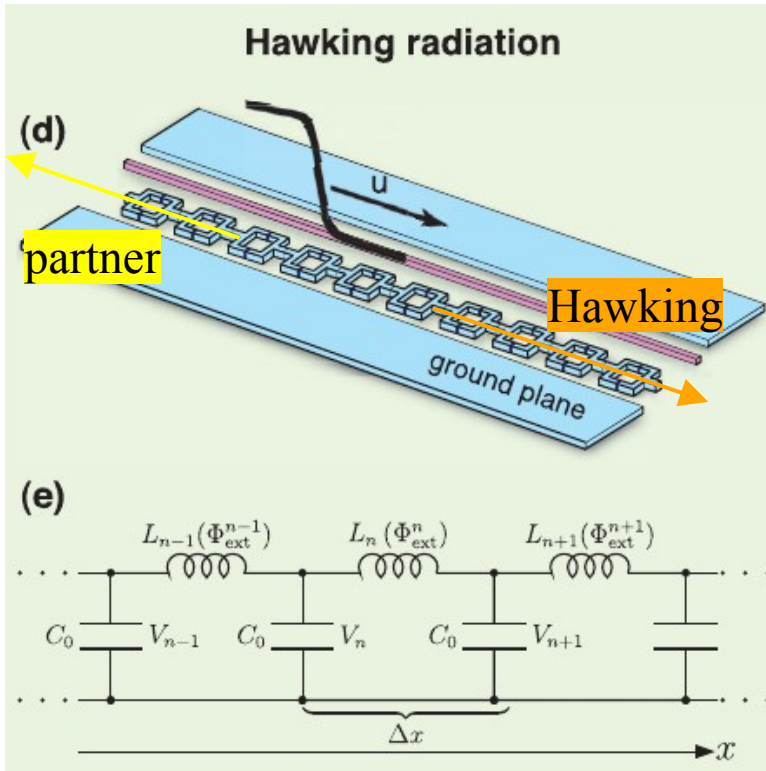 Hawking radiation
(d)
u
partner
Hawking
ground plane
(e)
L_{n-1}(Φ_{ext}^{n-1}) L_n(Φ_{ext}^{n}) L_{n+1}(Φ_{ext}^{n+1})
C_0 V_{n-1} C_0 V_n C_0 V_{n+1}
Δx
x